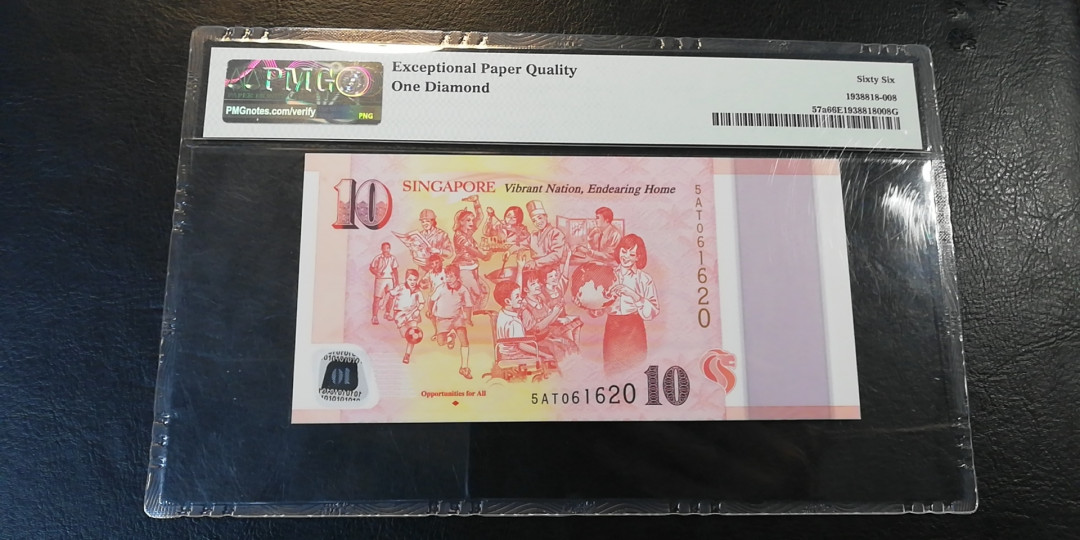 PMG
PMGnotes.com/verify
PNG
Exceptional Paper Quality
One Diamond
Sixty Six
1938818-008
57a66E1938818008G
10
SINGAPORE Vibrant Nation, Endearing Home
5AT061620
10
Opportunities for All
5AT061620 10